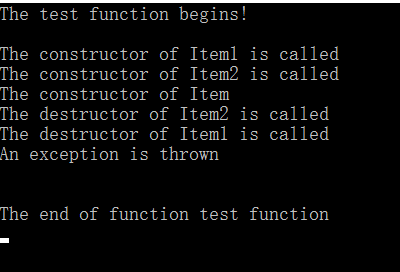 The test function begins!
The constructor of Item1 is called
The constructor of Item2 is called
The constructor of Item
The destructor of Item2 is called
The destructor of Item1 is called
An exception is thrown
The end of function test function